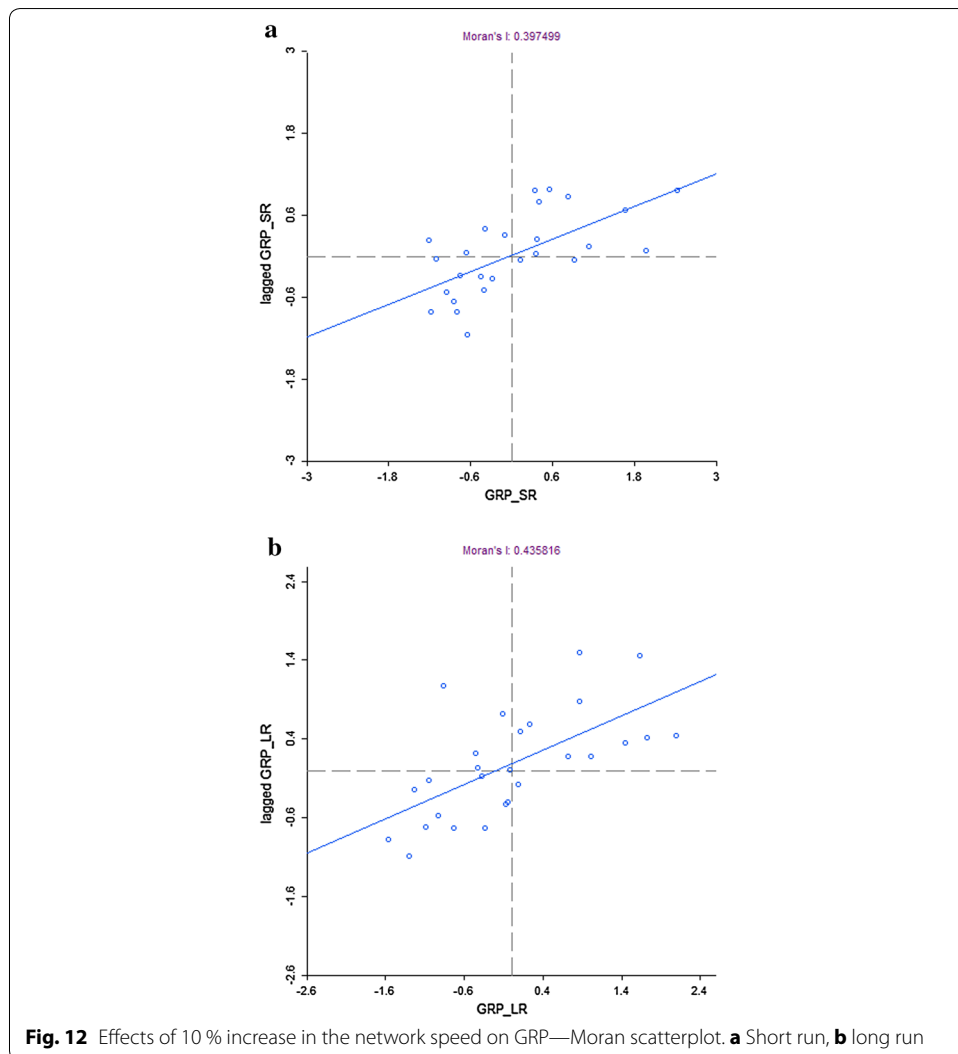 a
Moran's I: 0.397499
3
1.8
0.6
-0.6
-1.8
-3
lagged GRP_SR
-3 -1.8 -0.6 0.6 1.8 3
GRP_SR
b
Moran's I: 0.435816
2.4
1.4
0.4
-0.6
-1.6
-2.6
lagged GRP_LR
-2.6 -1.6 -0.6 0.4 1.4 2.4
GRP_LR
Fig. 12 Effects of 10 % increase in the network speed on GRP—Moran scatterplot. a Short run, b long run